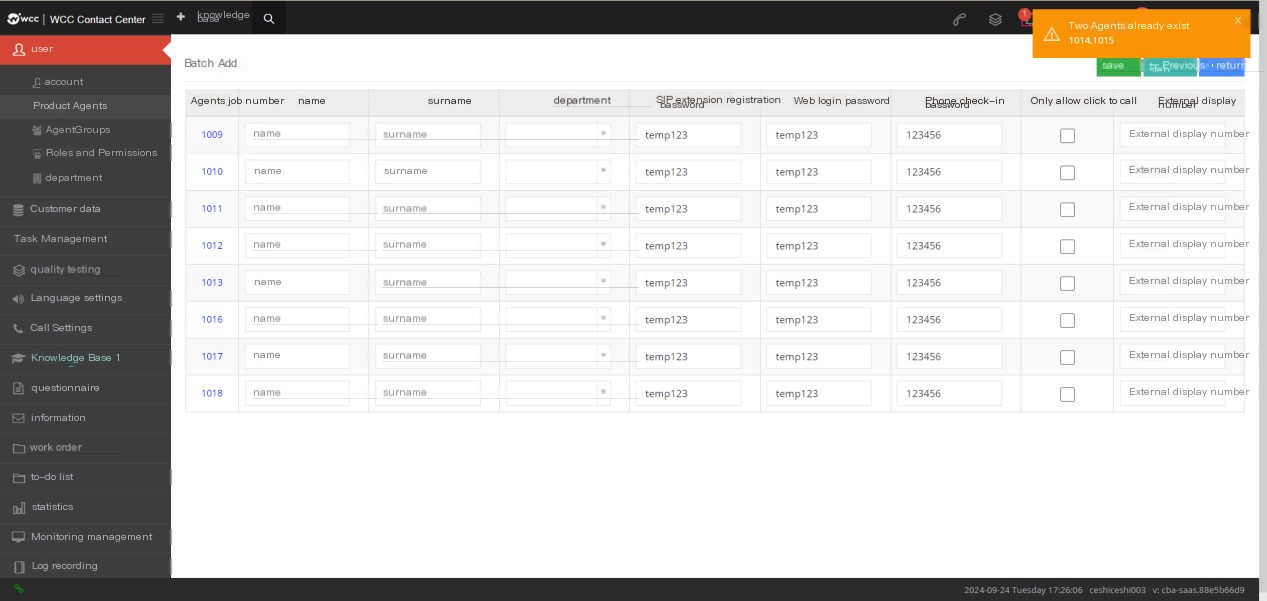 wcc | WCC Contact Center
knowledge
base
1
Two Agents already exist X
1014,1015
user
account
Product Agents
AgentGroups
Roles and Permissions
department
Customer data
Task Management
quality testing
Language settings
Call Settings
Knowledge Base 1
questionnaire
information
work order
to-do list
statistics
Monitoring management
Log recording
Batch Add
save Previous return
step
Agents job number name surname department SIP extension registration Web login password Phone check-in Only allow click to call External display
password password number
1009 name surname temp123 temp123 123456 External display number
1010 name surname temp123 temp123 123456 External display number
1011 name surname temp123 temp123 123456 External display number
1012 name surname temp123 temp123 123456 External display number
1013 name surname temp123 temp123 123456 External display number
1016 name surname temp123 temp123 123456 External display number
1017 name surname temp123 temp123 123456 External display number
1018 name surname temp123 temp123 123456 External display number
2024-09-24 Tuesday 17:26:06 ceshiceshi003 v: cba-saas.88e5b66d9